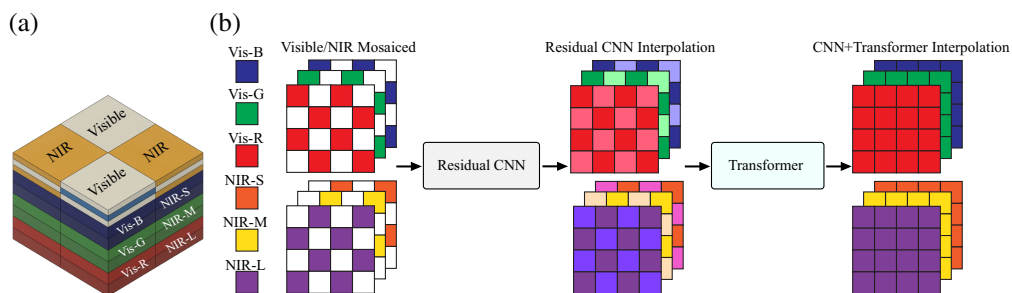 (a)
Visible
NIR
NIR
Visible
Vis-B
NIR-S
Vis-G
NIR-M
Vis-R
NIR-L
(b)
Vis-B
Vis-G
Vis-R
NIR-S
NIR-M
NIR-L
Visible/NIR Mosaiced
Residual CNN
Residual CNN Interpolation
Transformer
CNN+Transformer Interpolation